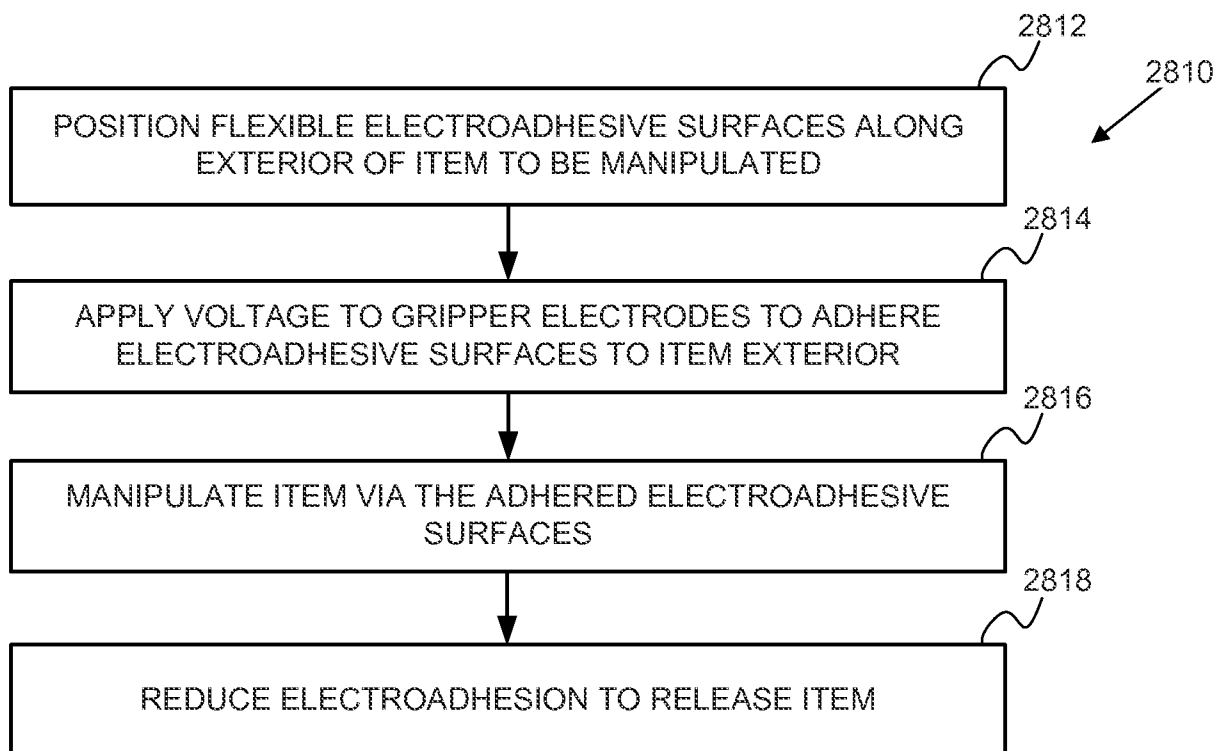 2812
2810
POSITION FLEXIBLE ELECTROADHESIVE SURFACES ALONG
EXTERIOR OF ITEM TO BE MANIPULATED
2814
APPLY VOLTAGE TO GRIPPER ELECTRODES TO ADHERE
ELECTROADHESIVE SURFACES TO ITEM EXTERIOR
2816
MANIPULATE ITEM VIA THE ADHERED ELECTROADHESIVE
SURFACES
2818
REDUCE ELECTROADHESION TO RELEASE ITEM